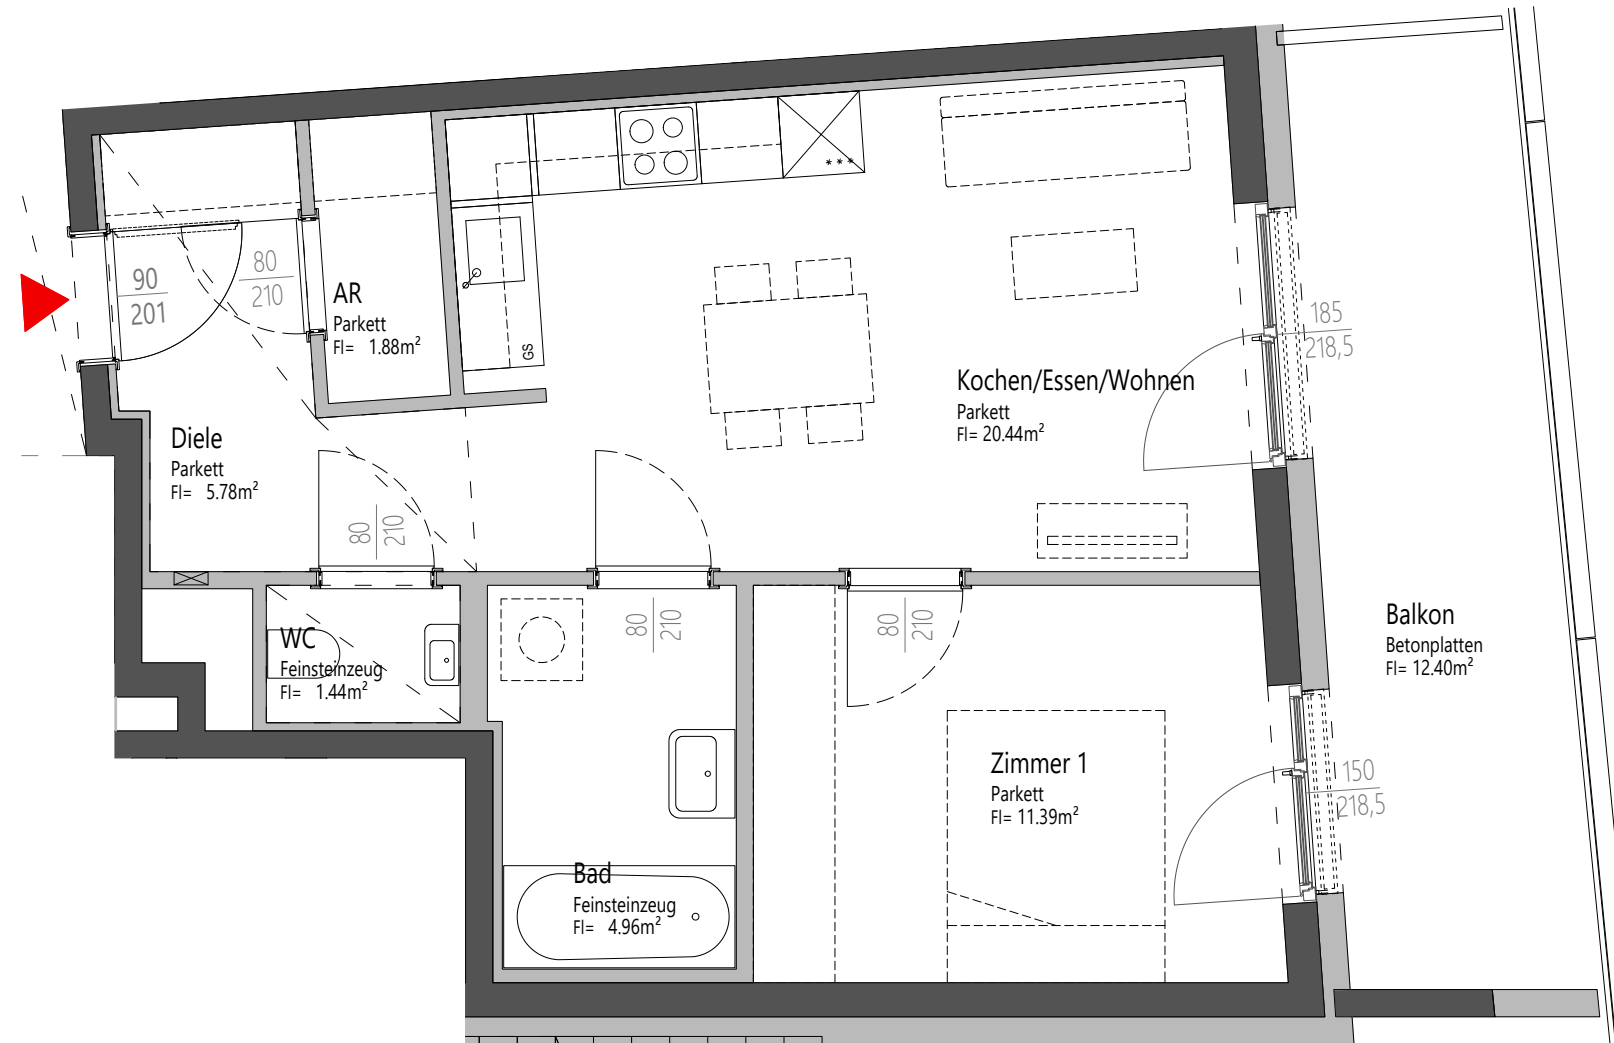 90
201
80
210
AR
Parkett
Fl= 1.88m²
GS
***
185
218,5
Kochen/Essen/Wohnen
Parkett
Fl= 20.44m²
Diele
Parkett
Fl= 5.78m²
80
210
WC
Feinsteinzeug
Fl= 1.44m²
80
210
80
210
Balkon
Betonplatten
Fl= 12.40m²
Zimmer 1
Parkett
Fl= 11.39m²
150
218,5
Bad
Feinsteinzeug
Fl= 4.96m²